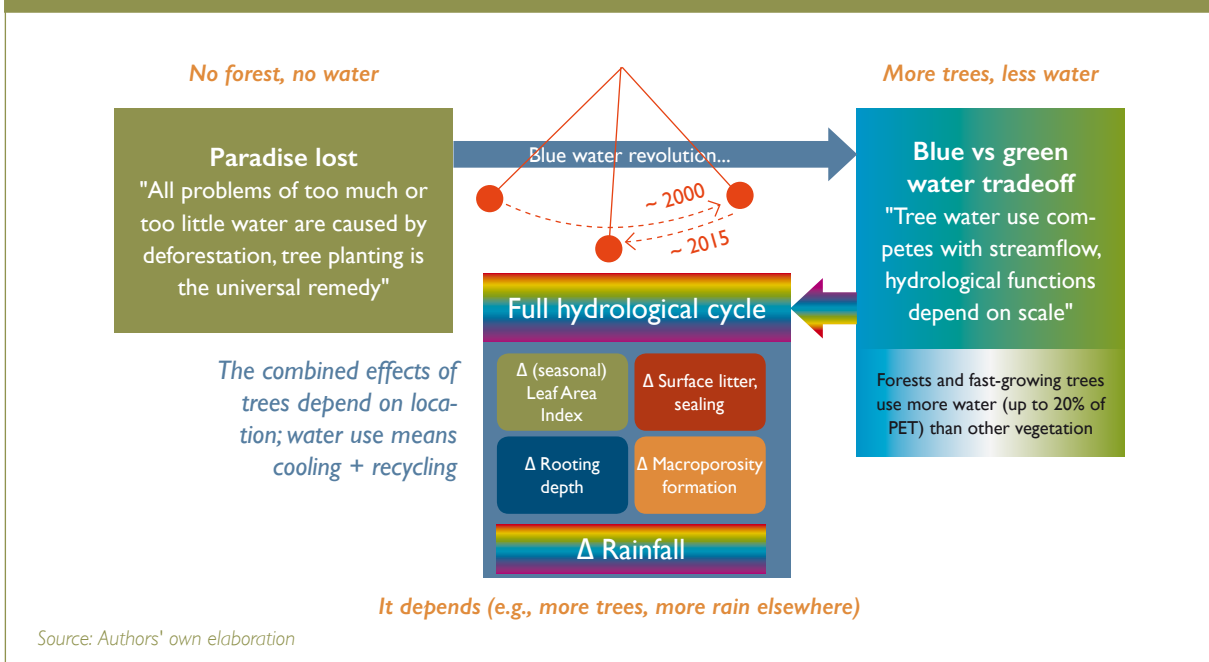 No forest, no water
More trees, less water
Paradise lost
"All problems of too much or
too little water are caused by
deforestation, tree planting is
the universal remedy"
Blue water revolution...
~ 2000
~ 2015
Blue vs green
water tradeoff
"Tree water use com-
petes with streamflow,
hydrological functions
depend on scale"
Forests and fast-growing trees
use more water (up to 20% of
PET) than other vegetation
Full hydrological cycle
The combined effects of
trees depend on loca-
tion; water use means
cooling + recycling
Δ (seasonal)
Leaf Area
Index
Δ Surface litter,
sealing
Δ Rooting
depth
Δ Macroporosity
formation
Δ Rainfall
It depends (e.g., more trees, more rain elsewhere)
Source: Authors' own elaboration